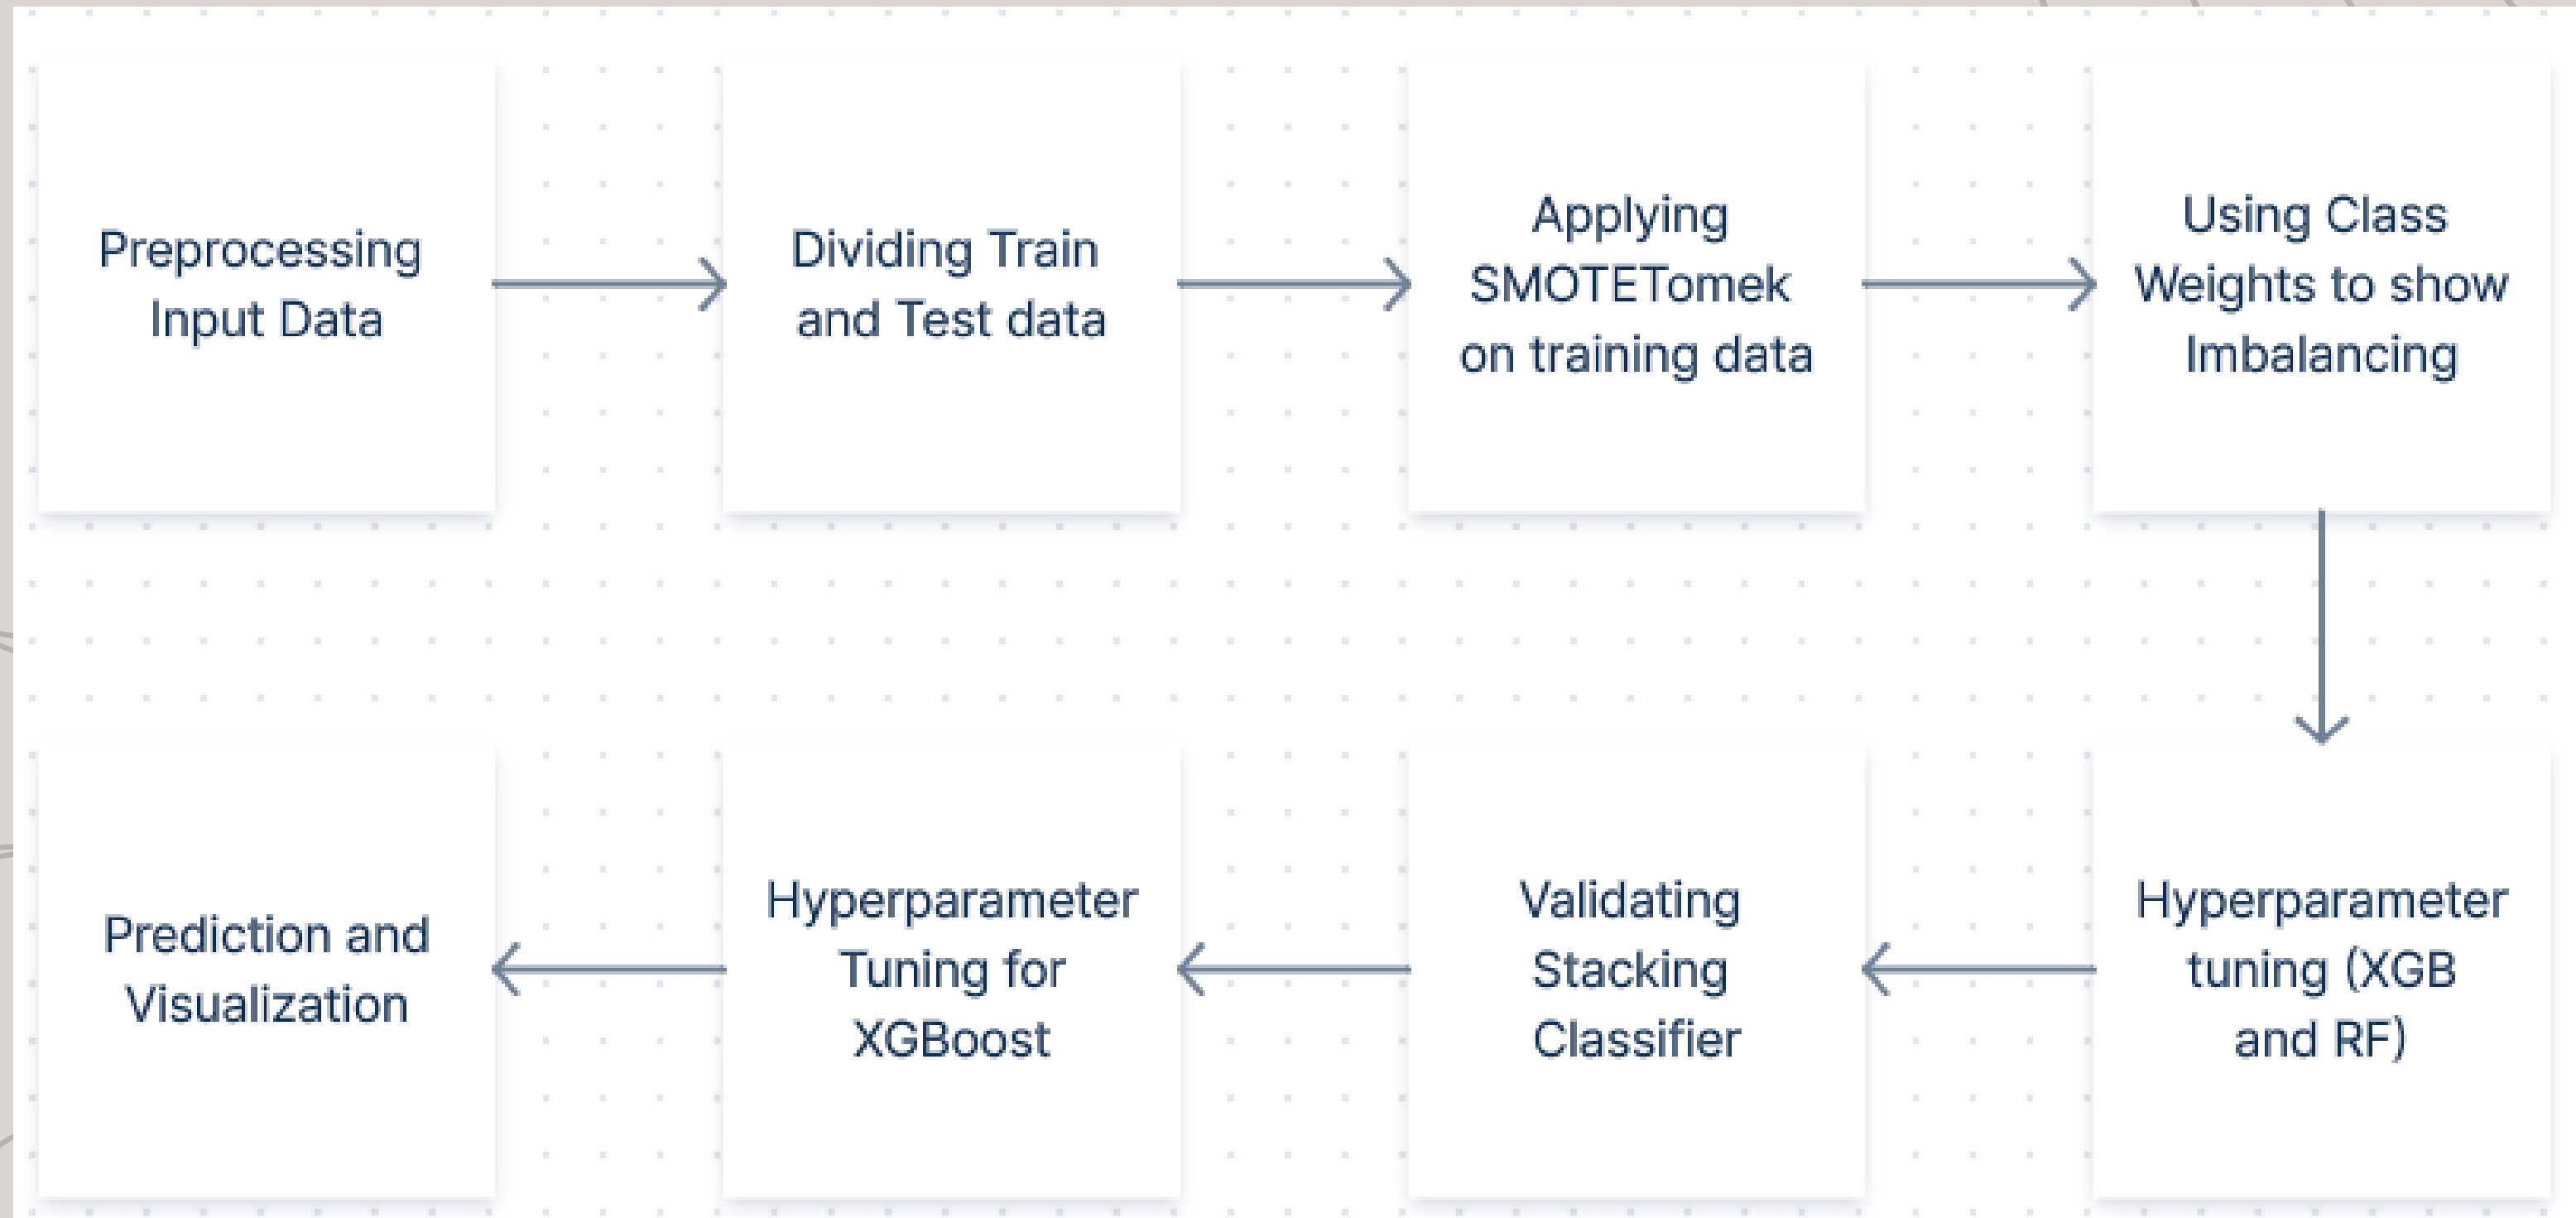 Preprocessing
Input Data
Dividing Train
and Test data
Applying
SMOTETomek
on training data
Using Class
Weights to show
Imbalancing
Hyperparameter
tuning (XGB
and RF)
Validating
Stacking
Classifier
Hyperparameter
Tuning for
XGBoost
Prediction and
Visualization